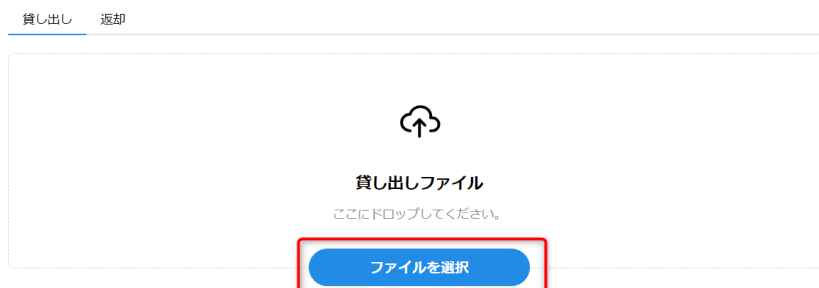 貸し出し 返却
貸し出しファイル
ここにドロップしてください。
ファイルを選択